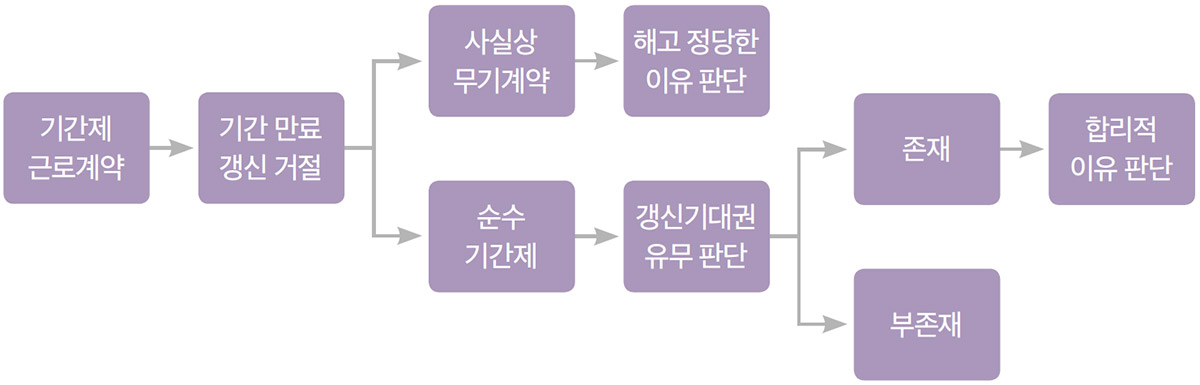 기간제
근로계약
기간 만료
갱신 거절
사실상
무기계약
해고 정당한
이유 판단
순수
기간제
갱신기대권
유무 판단
존재
합리적
이유 판단
부존재